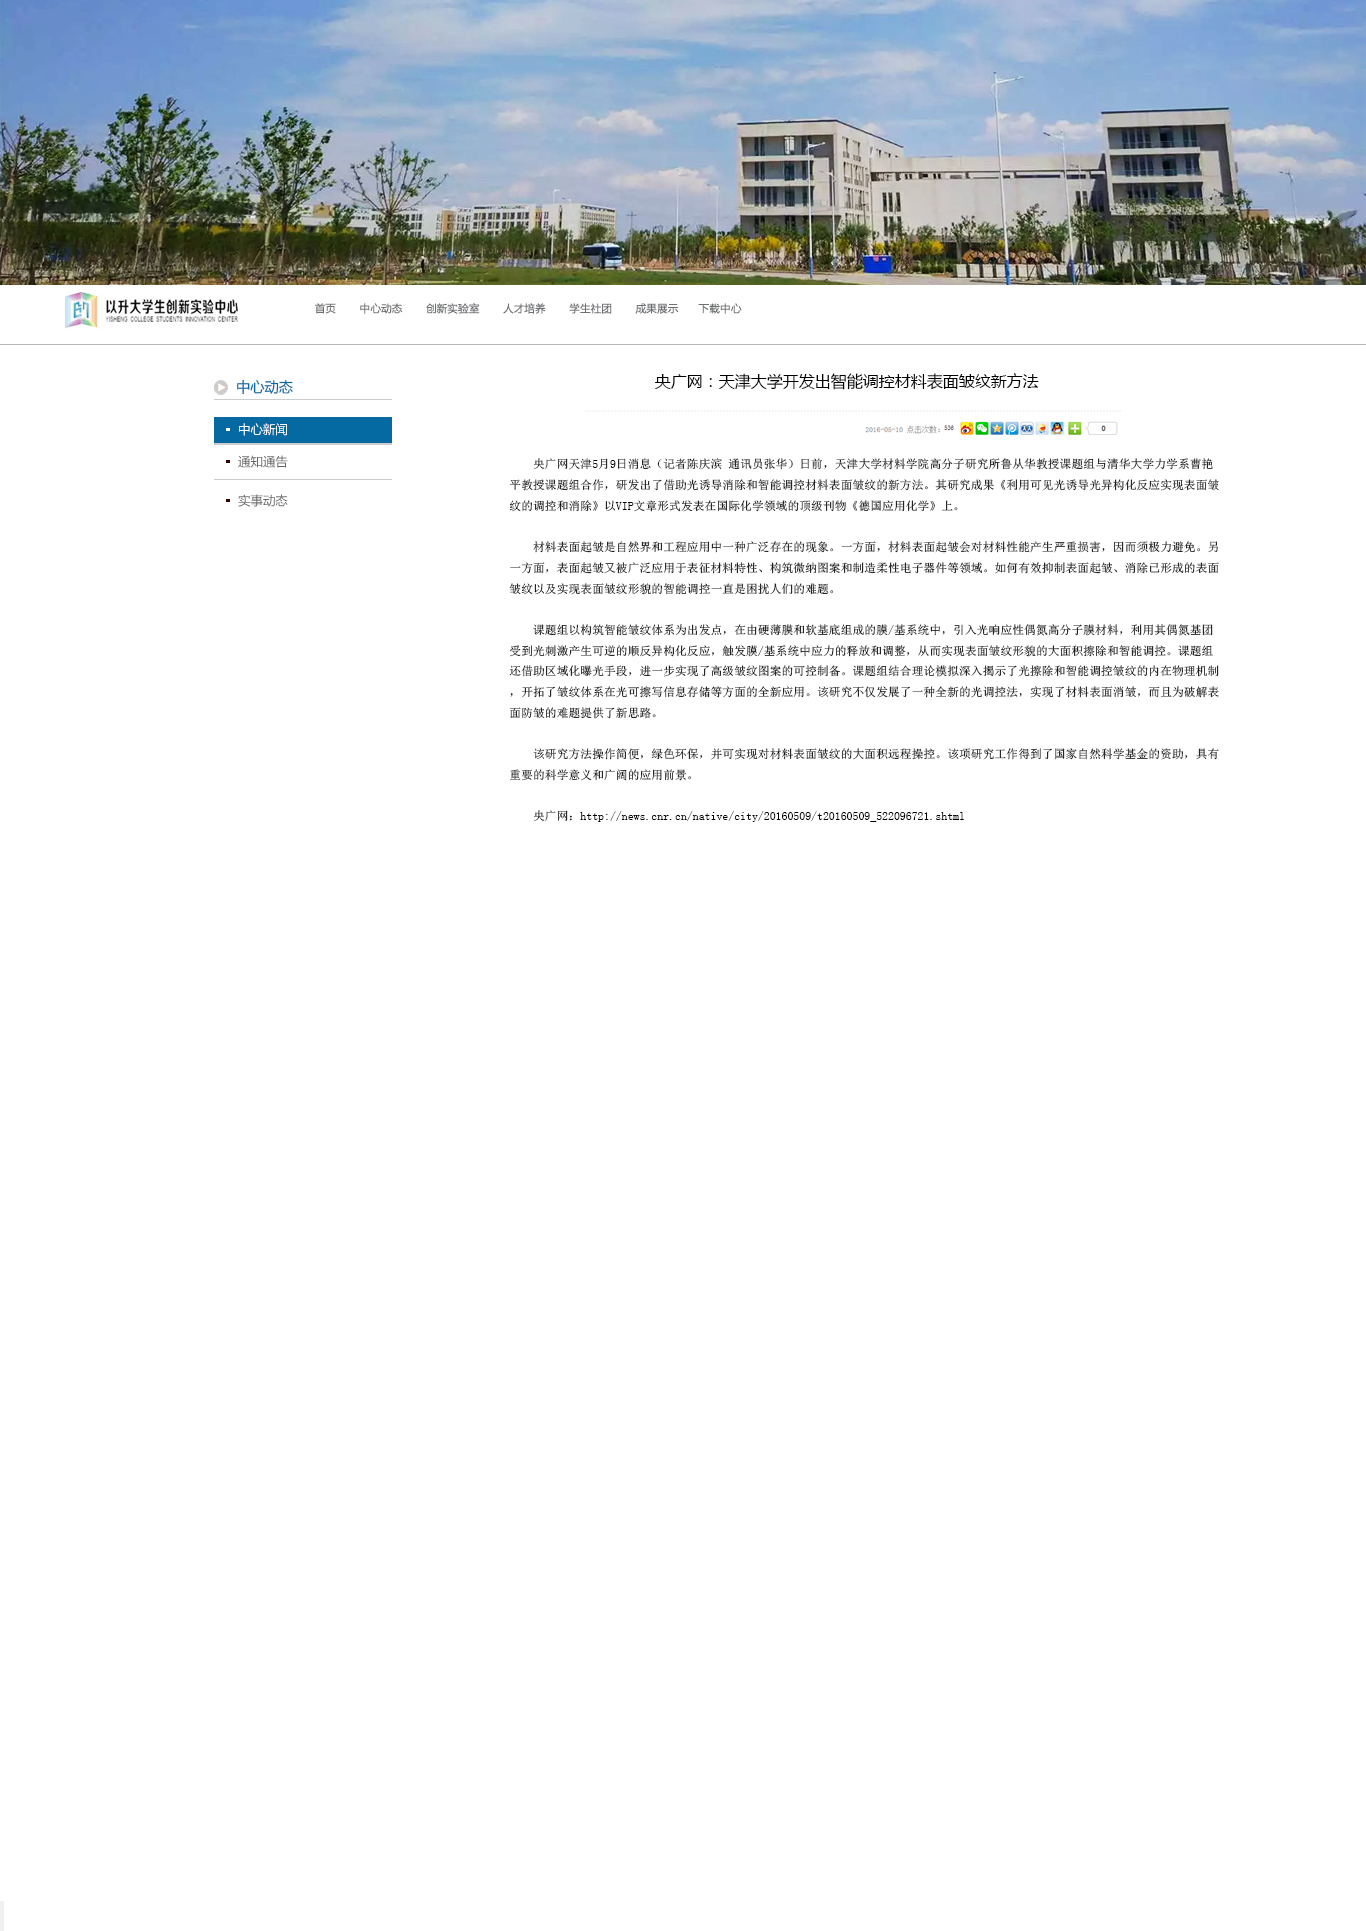 以升大学生创新实验中心
YISHENG COLLEGE STUDENTS INNOVATION CENTER
首页 中心动态 创新实验室 人才培养 学生社团 成果展示 下载中心
中心动态
中心新闻
通知通告
实事动态
央广网：天津大学开发出智能调控材料表面皱纹新方法
2016-05-10 点击次数：536
0
央广网天津5月9日消息（记者陈庆滨 通讯员张华）日前，天津大学材料学院高分子研究所鲁从华教授课题组与清华大学力学系曹艳
平教授课题组合作，研发出了借助光诱导消除和智能调控材料表面皱纹的新方法。其研究成果《利用可见光诱导光异构化反应实现表面皱
纹的调控和消除》以VIP文章形式发表在国际化学领域的顶级刊物《德国应用化学》上。
材料表面起皱是自然界和工程应用中一种广泛存在的现象。一方面，材料表面起皱会对材料性能产生严重损害，因而须极力避免。另
一方面，表面起皱又被广泛应用于表征材料特性、构筑微纳图案和制造柔性电子器件等领域。如何有效抑制表面起皱、消除已形成的表面
皱纹以及实现表面皱纹形貌的智能调控一直是困扰人们的难题。
课题组以构筑智能皱纹体系为出发点，在由硬薄膜和软基底组成的膜/基系统中，引入光响应性偶氮高分子膜材料，利用其偶氮基团
受到光刺激产生可逆的顺反异构化反应，触发膜/基系统中应力的释放和调整，从而实现表面皱纹形貌的大面积擦除和智能调控。课题组
还借助区域化曝光手段，进一步实现了高级皱纹图案的可控制备。课题组结合理论模拟深入揭示了光擦除和智能调控皱纹的内在物理机制
，开拓了皱纹体系在光可擦写信息存储等方面的全新应用。该研究不仅发展了一种全新的光调控法，实现了材料表面消皱，而且为破解表
面防皱的难题提供了新思路。
该研究方法操作简便，绿色环保，并可实现对材料表面皱纹的大面积远程操控。该项研究工作得到了国家自然科学基金的资助，具有
重要的科学意义和广阔的应用前景。
央广网：http://news.cnr.cn/native/city/20160509/t20160509_522096721.shtml